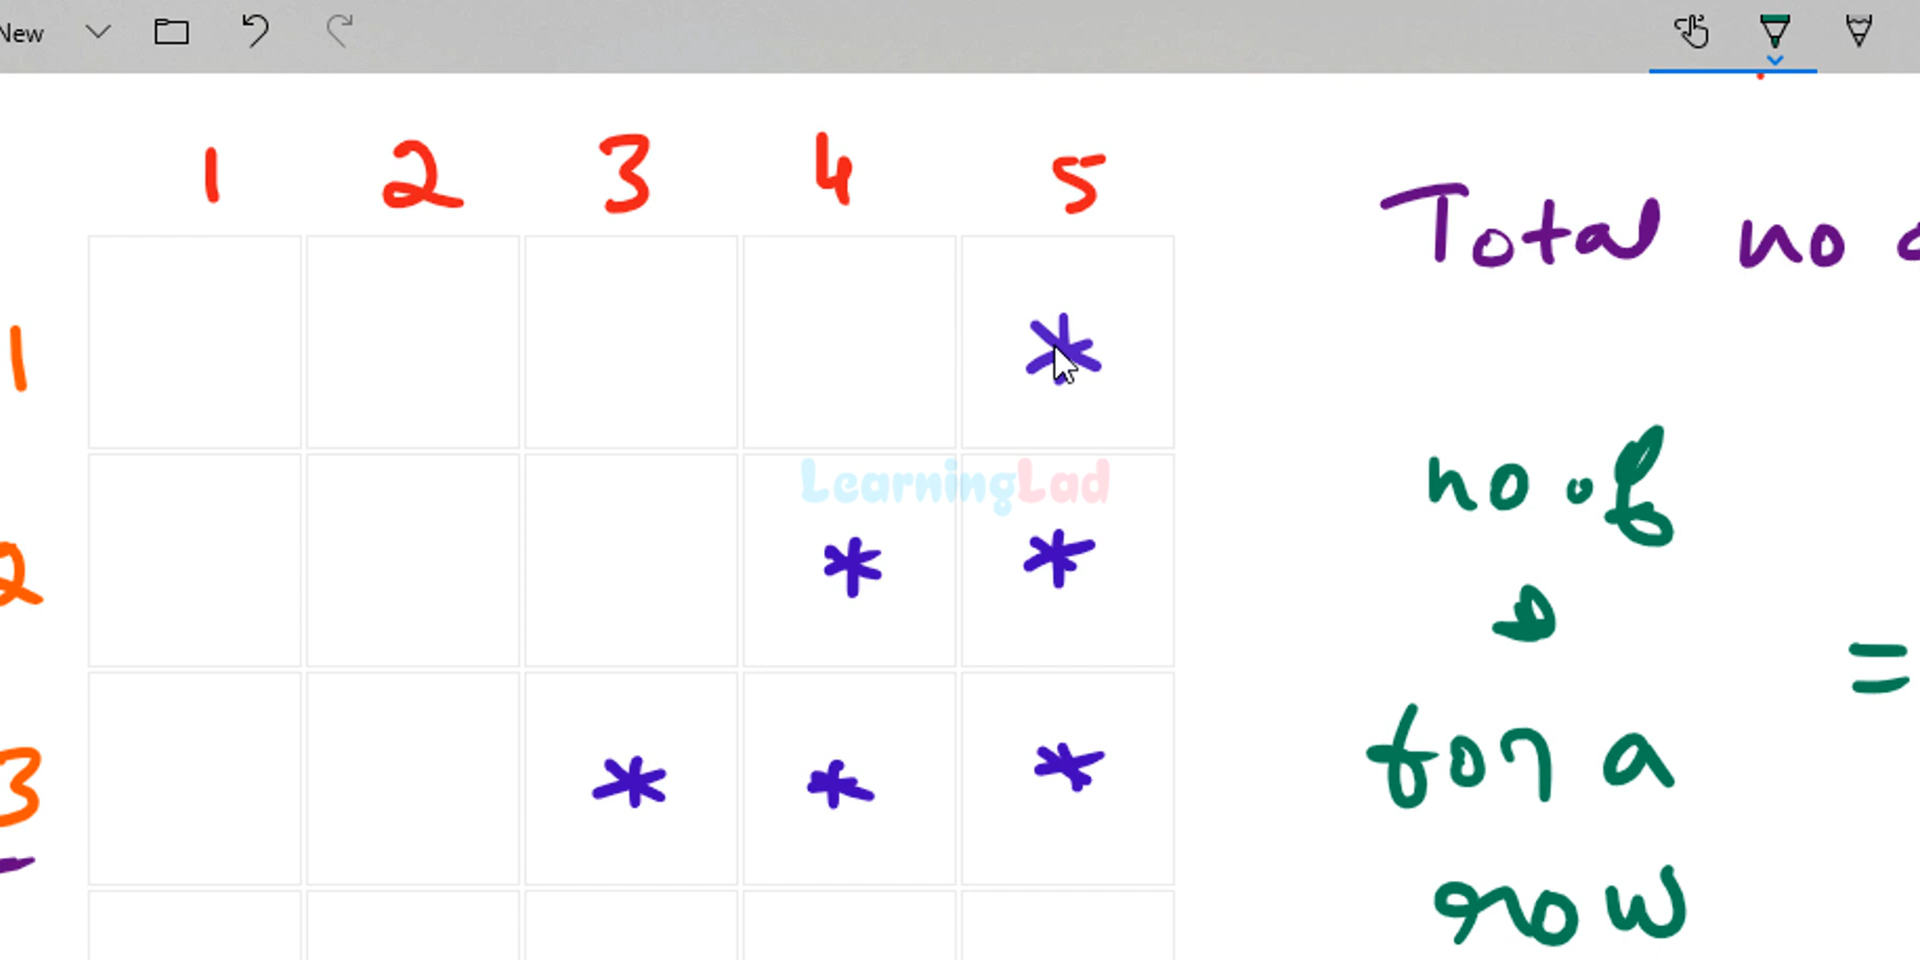 New
1 2 3 4 5
Total no
1 *
LearningLad
no of
2 * *
=
for a
3 * * *
row